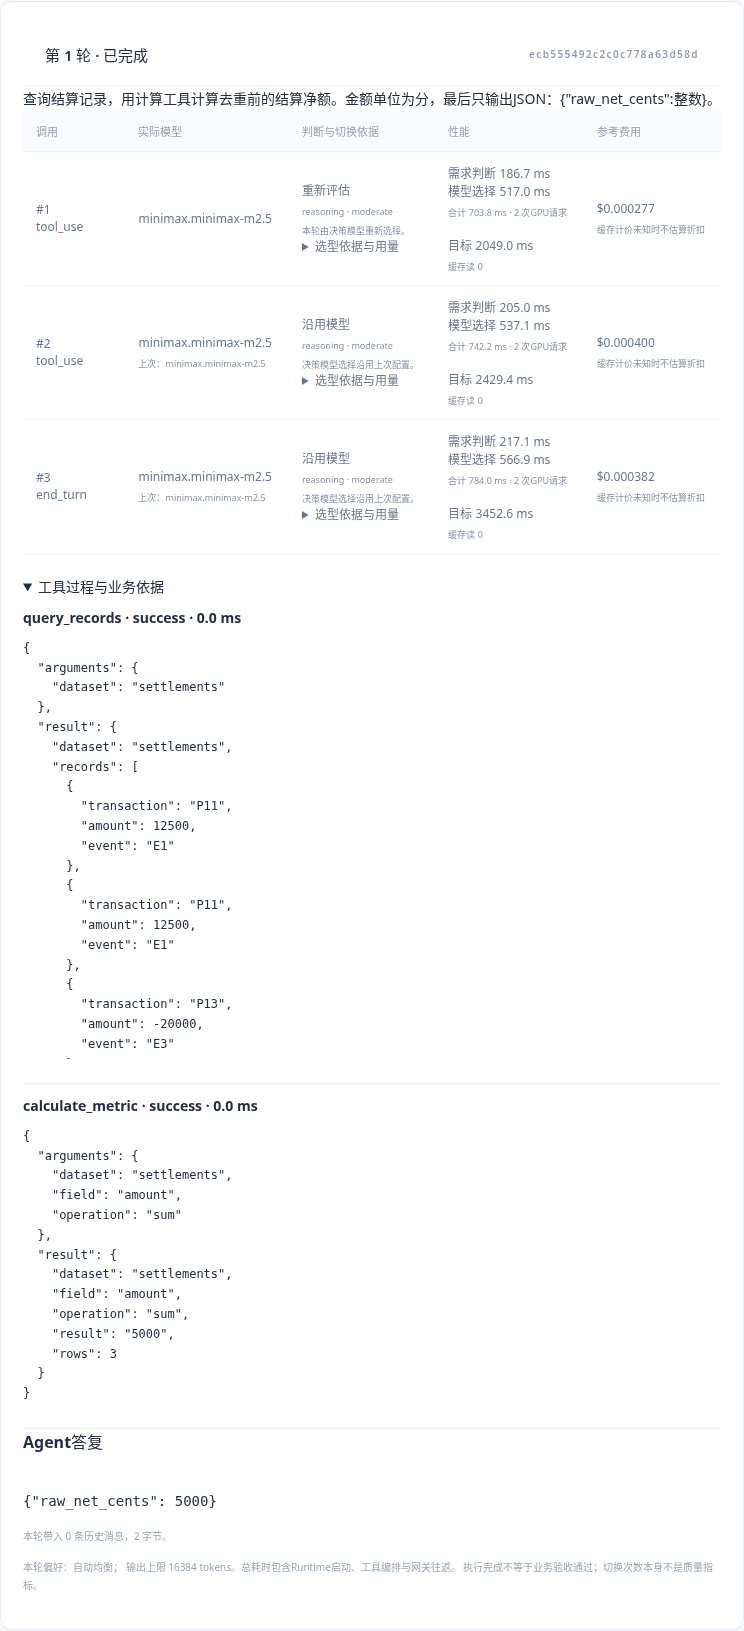 第 1 轮 · 已完成
ecb555492c2c0c778a63d58d
查询结算记录，用计算工具计算去重前的结算净额。金额单位为分，最后只输出JSON：{"raw_net_cents":整数}。
调用 实际模型 判断与切换依据 性能 参考费用
#1
tool_use
minimax.minimax-m2.5
重新评估
reasoning · moderate
本轮由决策模型重新选择。
▶ 选型依据与用量
需求判断 186.7 ms
模型选择 517.0 ms
合计 703.8 ms · 2 次GPU请求
目标 2049.0 ms
缓存读 0
$0.000277
缓存计价未知时不估算折扣
#2
tool_use
minimax.minimax-m2.5
上次：minimax.minimax-m2.5
沿用模型
reasoning · moderate
决策模型选择沿用上次配置。
▶ 选型依据与用量
需求判断 205.0 ms
模型选择 537.1 ms
合计 742.2 ms · 2 次GPU请求
目标 2429.4 ms
缓存读 0
$0.000400
缓存计价未知时不估算折扣
#3
end_turn
minimax.minimax-m2.5
上次：minimax.minimax-m2.5
沿用模型
reasoning · moderate
决策模型选择沿用上次配置。
▶ 选型依据与用量
需求判断 217.1 ms
模型选择 566.9 ms
合计 784.0 ms · 2 次GPU请求
目标 3452.6 ms
缓存读 0
$0.000382
缓存计价未知时不估算折扣
▼ 工具过程与业务依据
query_records · success · 0.0 ms
{
  "arguments": {
    "dataset": "settlements"
  },
  "result": {
    "dataset": "settlements",
    "records": [
      {
        "transaction": "P11",
        "amount": 12500,
        "event": "E1"
      },
      {
        "transaction": "P11",
        "amount": 12500,
        "event": "E1"
      },
      {
        "transaction": "P13",
        "amount": -20000,
        "event": "E3"
calculate_metric · success · 0.0 ms
{
  "arguments": {
    "dataset": "settlements",
    "field": "amount",
    "operation": "sum"
  },
  "result": {
    "dataset": "settlements",
    "field": "amount",
    "operation": "sum",
    "result": "5000",
    "rows": 3
  }
}
Agent答复
{"raw_net_cents": 5000}
本轮带入 0 条历史消息，2 字节。
本轮偏好：自动均衡； 输出上限 16384 tokens。总耗时包含Runtime启动、工具编排与网关往返。 执行完成不等于业务验收通过；切换次数本身不是质量指
标。